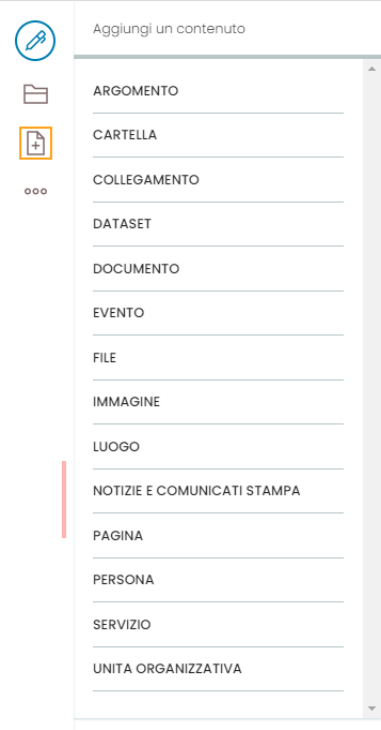 Aggiungi un contenuto
ARGOMENTO
CARTELLA
COLLEGAMENTO
DATASET
DOCUMENTO
EVENTO
FILE
IMMAGINE
LUOGO
NOTIZIE E COMUNICATI STAMPA
PAGINA
PERSONA
SERVIZIO
UNITA ORGANIZZATIVA